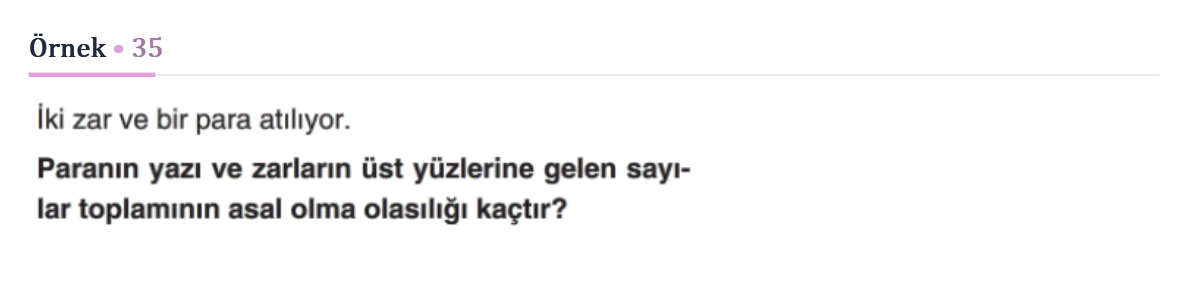 Örnek • 35
İki zar ve bir para atılıyor.
Paranın yazı ve zarların üst yüzlerine gelen sayı-
lar toplamının asal olma olasılığı kaçtır?